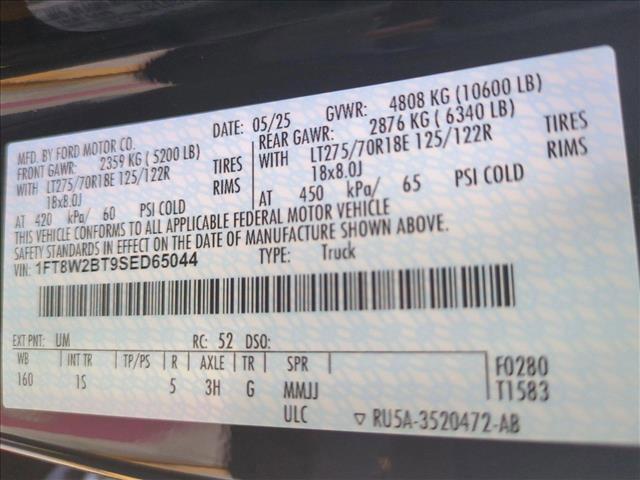 MFD. BY FORD MOTOR CO.
DATE: 05/25 GVWR: 4808 KG (10600 LB)
FRONT GAWR: 2359 KG ( 5200 LB)
REAR GAWR: 2876 KG ( 6340 LB)
WITH LT275/70R18E 125/122R TIRES
WITH LT275/70R18E 125/122R TIRES
18x8.0J RIMS
18x8.0J RIMS
AT 420 kPa/ 60 PSI COLD
AT 450 kPa/ 65 PSI COLD
THIS VEHICLE CONFORMS TO ALL APPLICABLE FEDERAL MOTOR VEHICLE
SAFETY STANDARDS IN EFFECT ON THE DATE OF MANUFACTURE SHOWN ABOVE.
VIN: 1FT8W2BT9SED65044 TYPE: Truck
EXT PNT: UM RC: 52 DSO:
WB INT TR TP/PS R AXLE TR SPR F0280
160 1S 5 3H G MMJJ T1583
ULC ▽ RU5A-3520472-AB